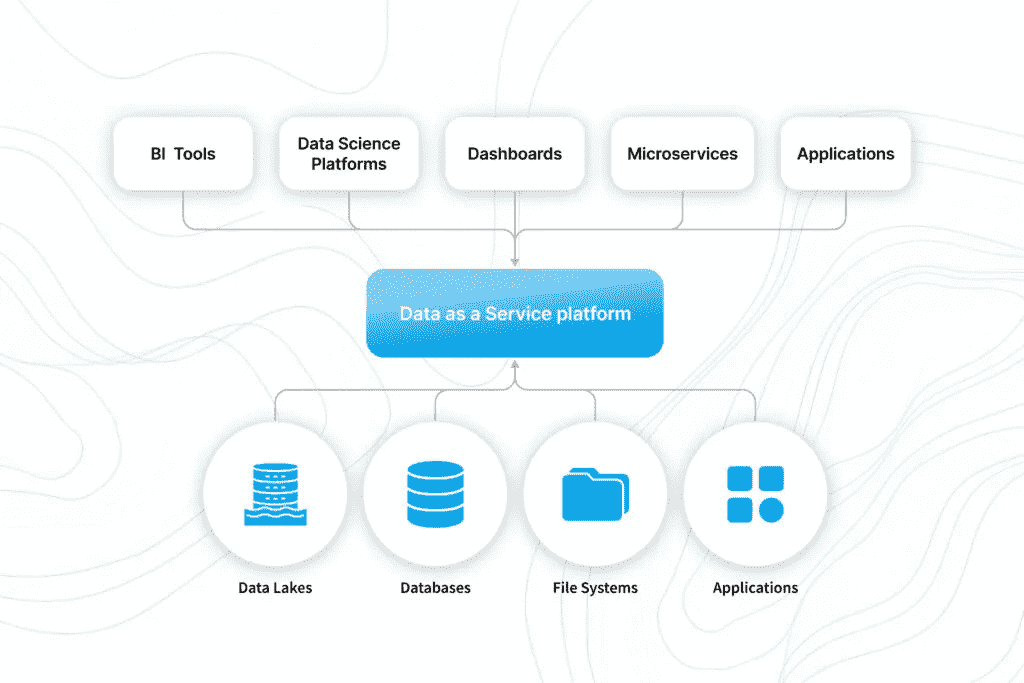 BI Tools
Data Science
Platforms
Dashboards
Microservices
Applications
Data as a Service platform
Data Lakes
Databases
File Systems
Applications